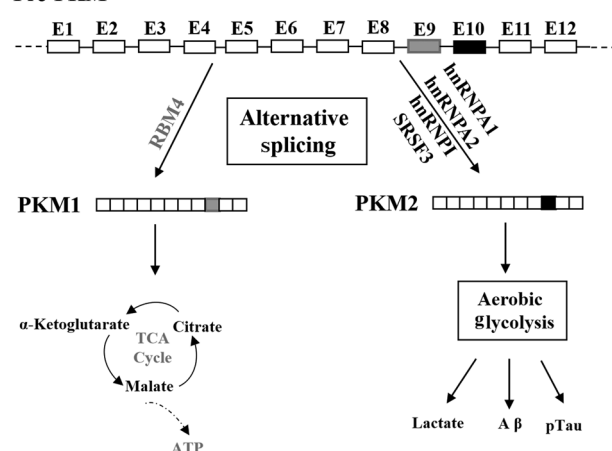 E1 E2 E3 E4 E5 E6 E7 E8 E9 E10 E11 E12
RBM4
Alternative
splicing
hnRNPA1
hnRNPA2
hnRNPI
SRSF3
PKM1
PKM2
α-Ketoglutarate
Citrate
TCA
Cycle
Malate
ATP
Aerobic
glycolysis
Lactate
A β
pTau